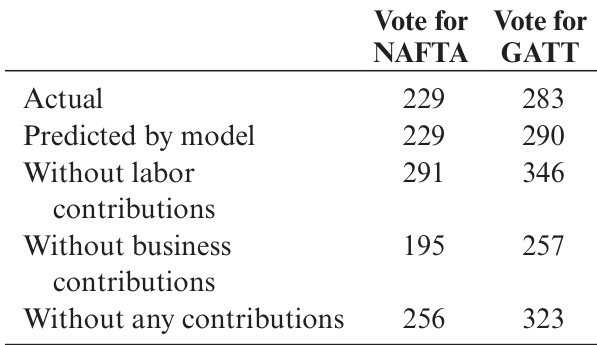 Vote for Vote for
NAFTA GATT
Actual 229 283
Predicted by model 229 290
Without labor 291 346
contributions
Without business 195 257
contributions
Without any contributions 256 323